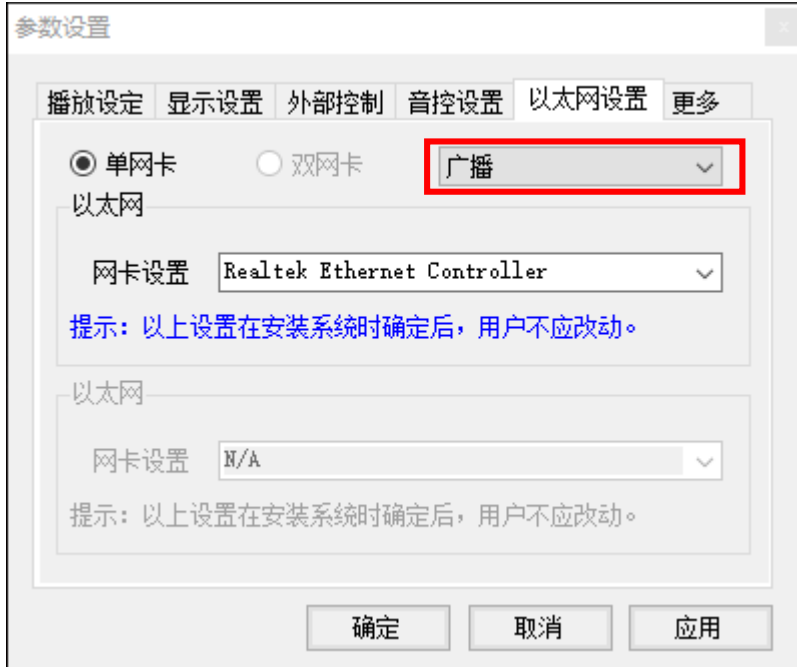 参数设置
x
播放设定 显示设置 外部控制 音控设置 以太网设置 更多
单网卡 双网卡 广播
以太网
网卡设置 Realtek Ethernet Controller
提示：以上设置在安装系统时确定后，用户不应改动。
以太网
网卡设置 N/A
提示：以上设置在安装系统时确定后，用户不应改动。
确定 取消 应用